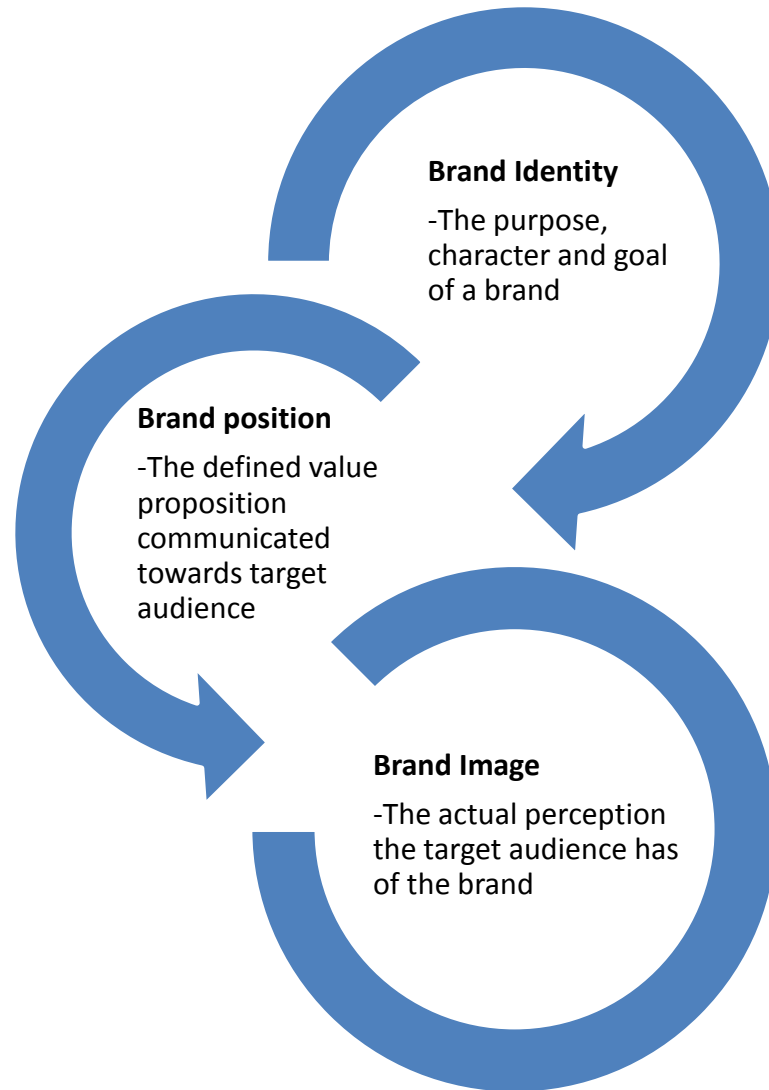 Brand Identity
-The purpose,
character and goal
of a brand
Brand position
-The defined value
proposition
communicated
towards target
audience
Brand Image
-The actual perception
the target audience has
of the brand